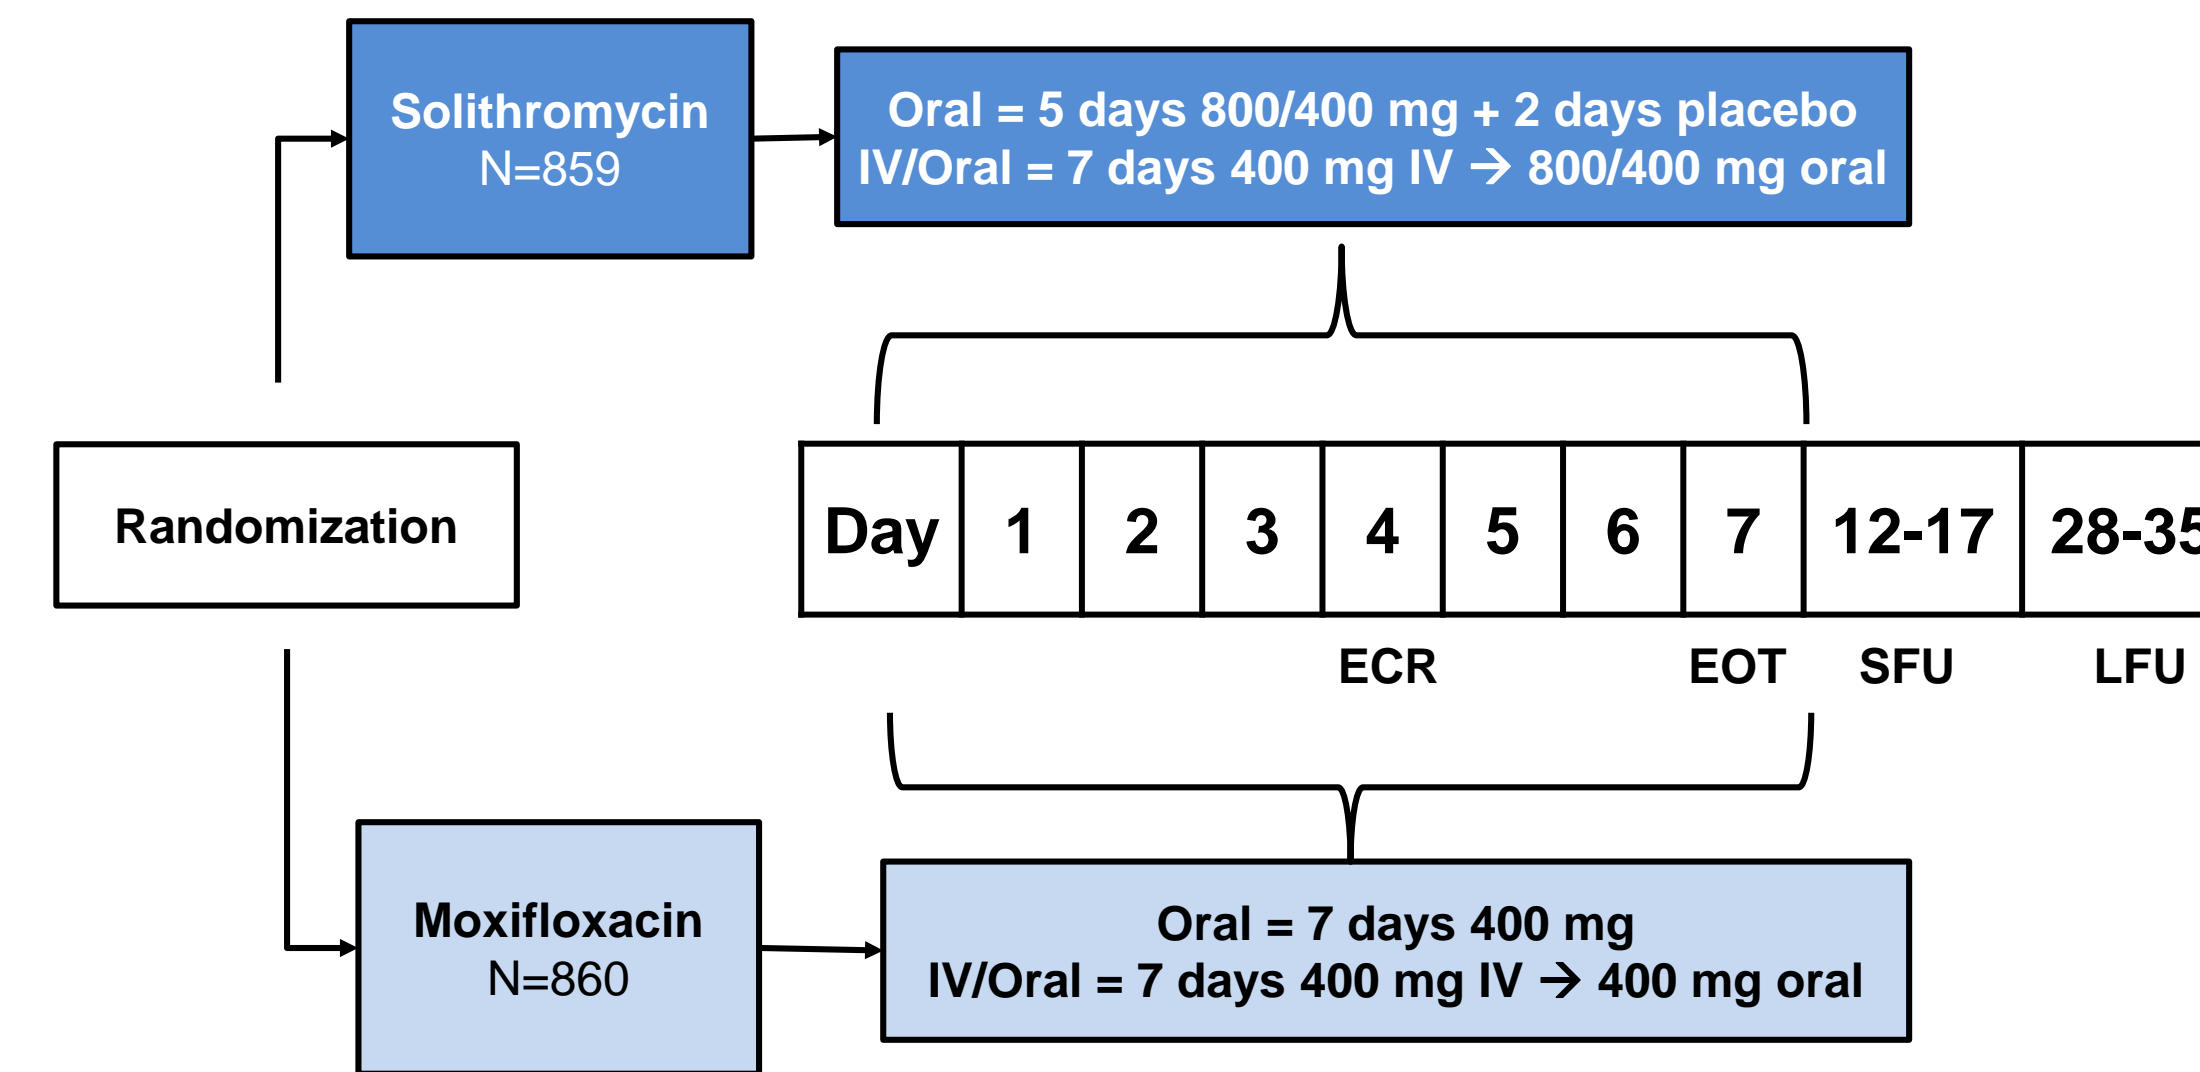 Solithromycin
N=859
Oral = 5 days 800/400 mg + 2 days placebo
IV/Oral = 7 days 400 mg IV → 800/400 mg oral
Randomization
Day 1 2 3 4 5 6 7 12-17 28-35
ECR EOT SFU LFU
Moxifloxacin
N=860
Oral = 7 days 400 mg
IV/Oral = 7 days 400 mg IV → 400 mg oral